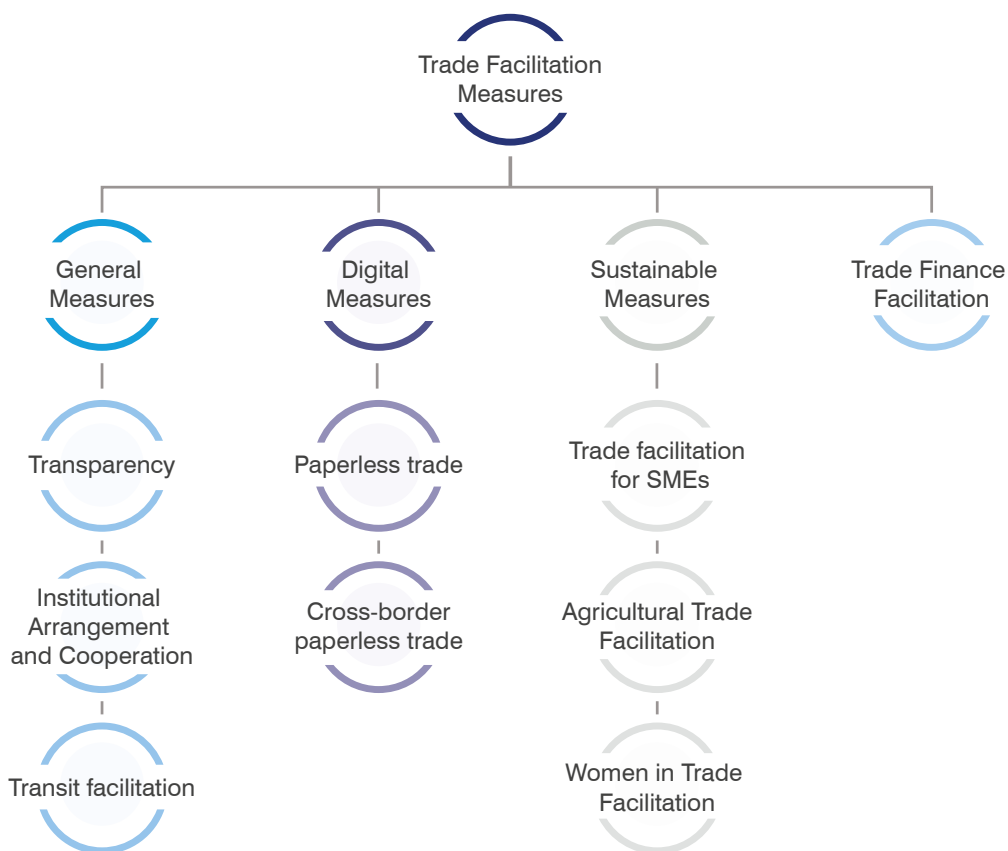 Trade Facilitation
Measures
General
Measures
Digital
Measures
Sustainable
Measures
Trade Finance
Facilitation
Transparency
Paperless trade
Trade facilitation
for SMEs
Institutional
Arrangement
and Cooperation
Cross-border
paperless trade
Agricultural Trade
Facilitation
Transit facilitation
Women in Trade
Facilitation